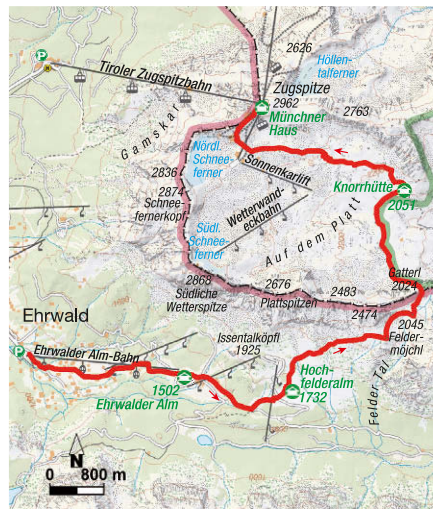 P
2626
Höllen-
talferner
Tiroler Zugspitzbahn
Zugspitze
2962
Münchner
Haus
2763
Gamskar
Nördl.
Schnee-
ferner
Sonnenkarlift
2836
2874
Schnee-
fernerkopf
Knorrhütte
2051
Wetterwand-
eckbahn
Auf dem Platt
Südl.
Schnee-
ferner
Gatterl
2024
2868
Südliche
Wetterspitze
2676
Plattspitzen
2483
2474
Ehrwald
2045
Felder-
möjchl
Issentalköpfl
1925
P
Ehrwalder Alm-Bahn
Hoch-
felderalm
1732
1502
Ehrwalder Alm
Felder Tal
N
0 800 m